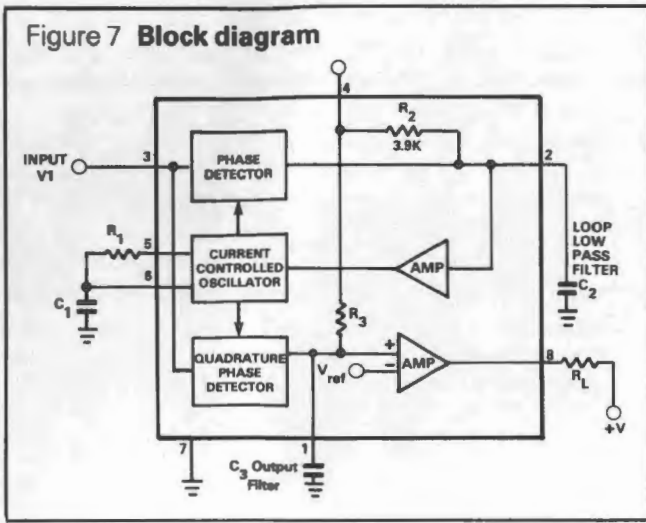 Figure 7 Block diagram
4
R2
3.9K
INPUT
V1
3
PHASE
DETECTOR
2
R1
5
6
C1
CURRENT
CONTROLLED
OSCILLATOR
AMP
LOOP
LOW
PASS
FILTER
C2
R3
QUADRATURE
PHASE
DETECTOR
Vref
+
−
AMP
8
RL
+V
7
1
C3 Output
Filter